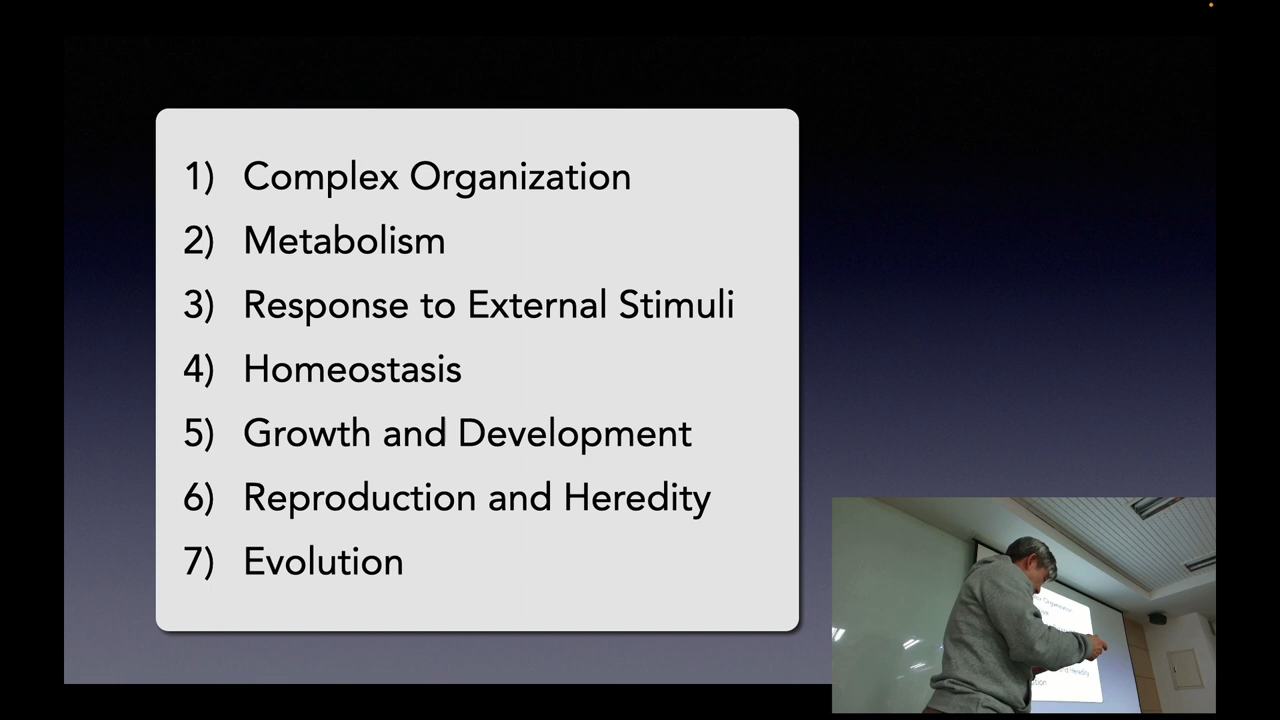 1) Complex Organization
2) Metabolism
3) Response to External Stimuli
4) Homeostasis
5) Growth and Development
6) Reproduction and Heredity
7) Evolution